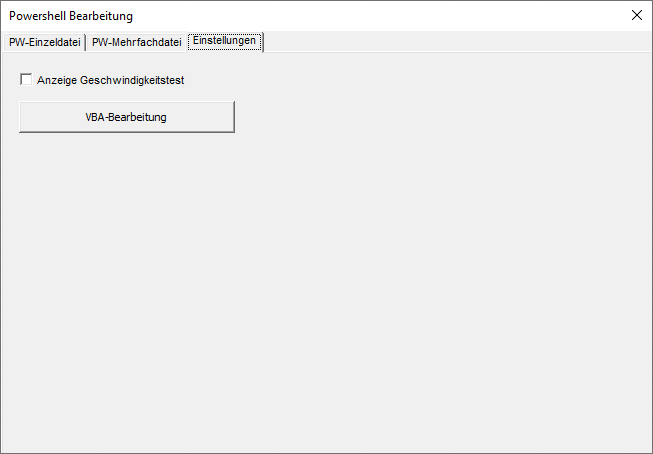 Powershell Bearbeitung
PW-Einzeldatei PW-Mehrfachdatei Einstellungen
Anzeige Geschwindigkeitstest
VBA-Bearbeitung